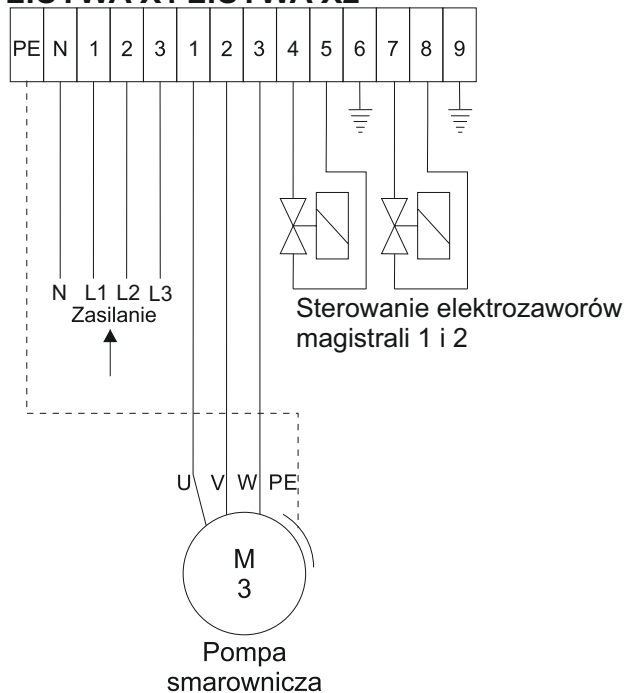 PE N 1 2 3 1 2 3 4 5 6 7 8 9
N L1 L2 L3
Zasilanie
Sterowanie elektrozaworów
magistrali 1 i 2
U V W PE
M
3
Pompa
smarownicza